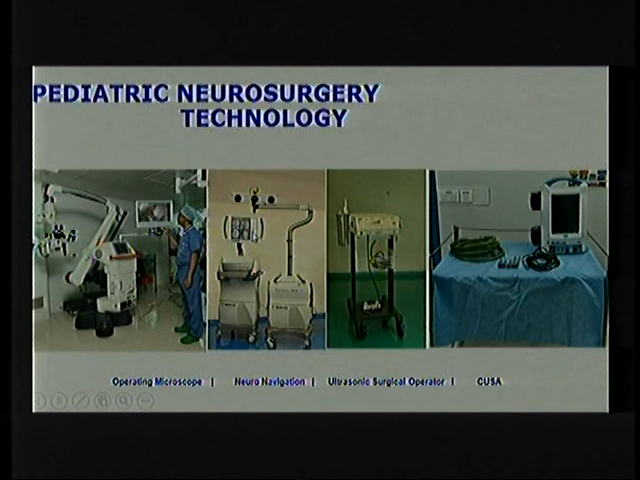 PEDIATRIC NEUROSURGERY
TECHNOLOGY
Operating Microscope | Neuro Navigation | Ultrasonic Surgical Operator | CUSA